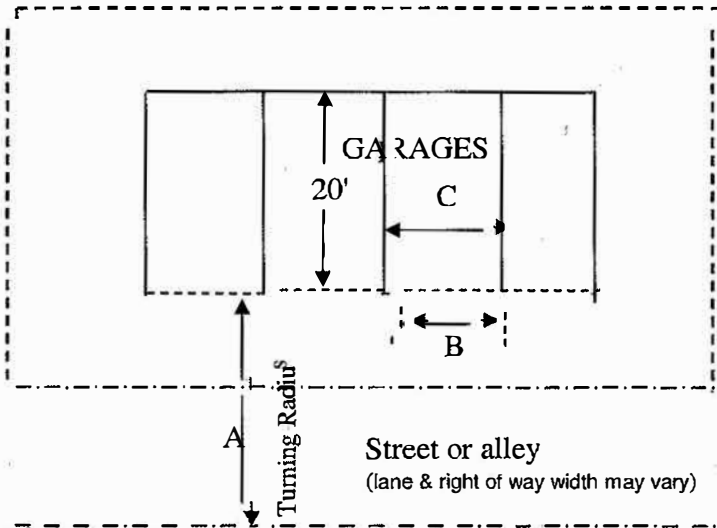 GARAGES
20'
C
B
A
Turning Radius
Street or alley
(lane & right of way width may vary)